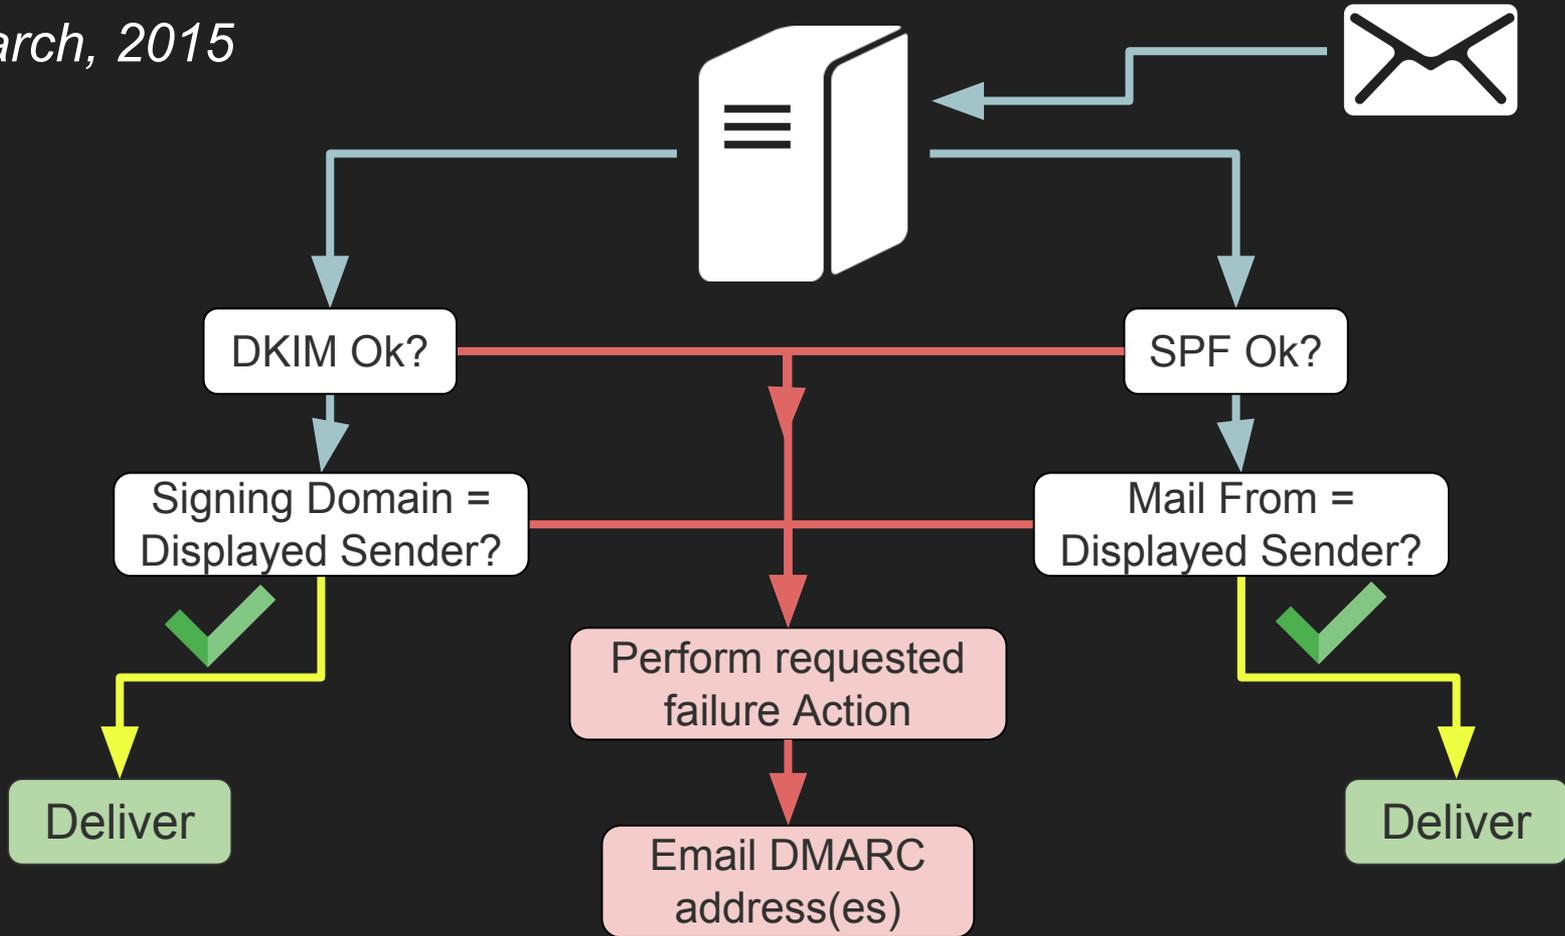 arch, 2015
DKIM Ok?
SPF Ok?
Signing Domain =
Displayed Sender?
Mail From =
Displayed Sender?
Perform requested
failure Action
Deliver
Deliver
Email DMARC
address(es)